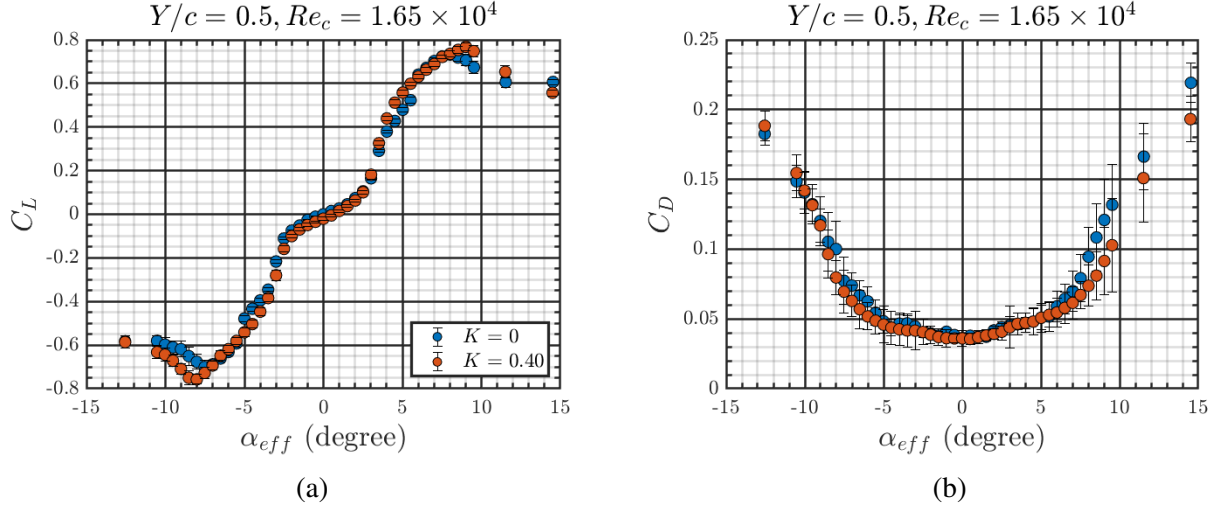 Y/c = 0.5, Re_c = 1.65 × 10^4
0.8
0.6
0.4
0.2
0
-0.2
-0.4
-0.6
-0.8
C_L
K = 0
K = 0.40
-15 -10 -5 0 5 10 15
α_eff (degree)
(a)
Y/c = 0.5, Re_c = 1.65 × 10^4
0.25
0.2
0.15
0.1
0.05
0
C_D
-15 -10 -5 0 5 10 15
α_eff (degree)
(b)